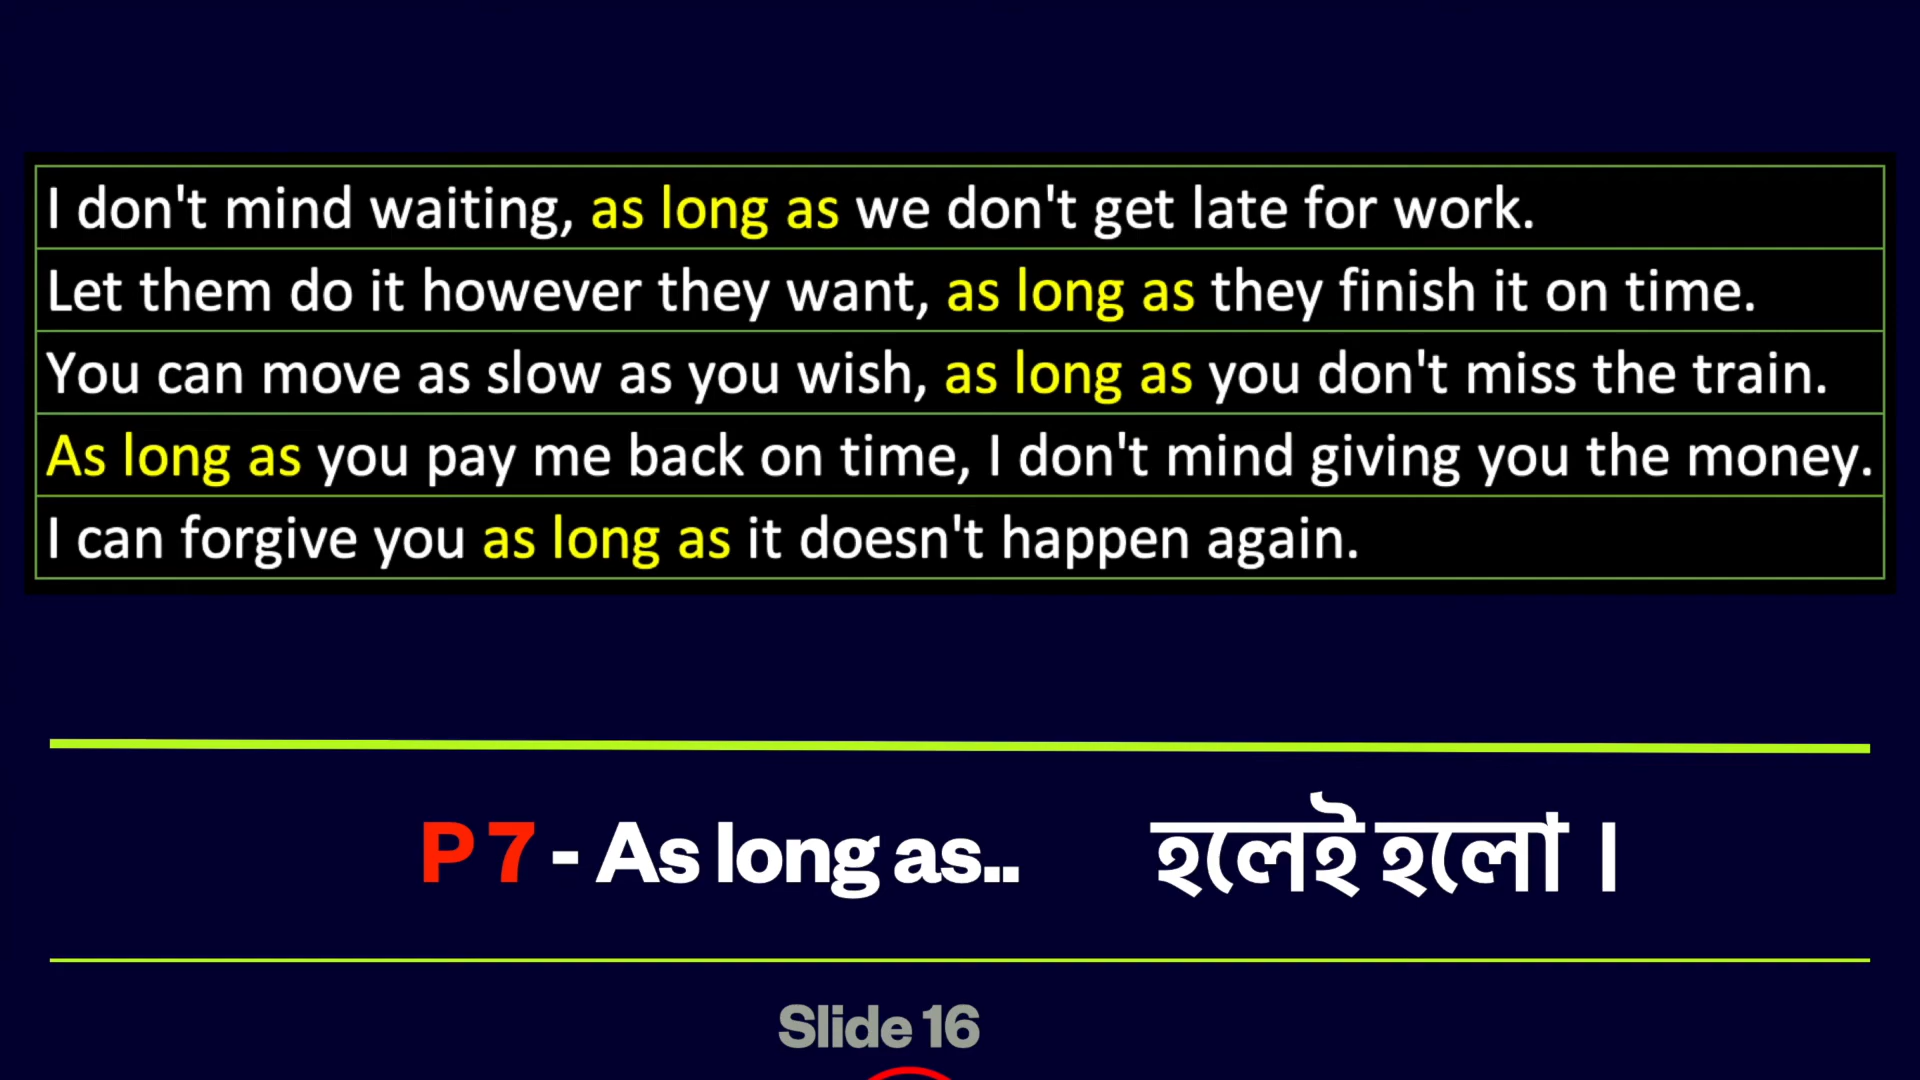 I don't mind waiting, as long as we don't get late for work.
Let them do it however they want, as long as they finish it on time.
You can move as slow as you wish, as long as you don't miss the train.
As long as you pay me back on time, I don't mind giving you the money.
I can forgive you as long as it doesn't happen again.
P 7 - As long as.. হলেই হলো ।
Slide 16